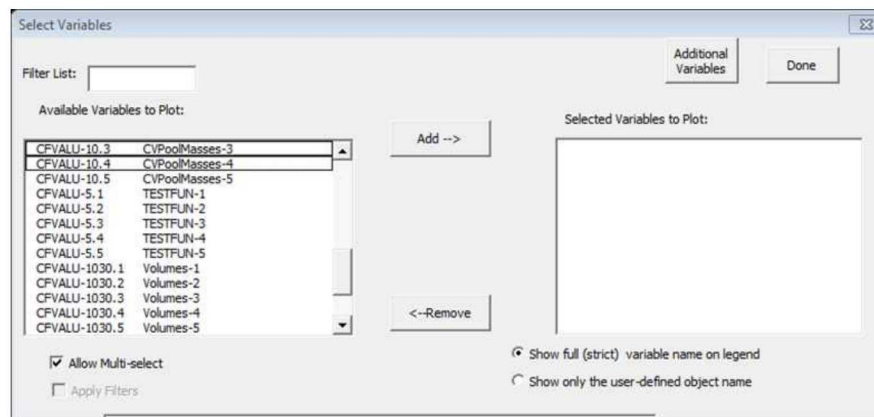 Select Variables
Additional Variables
Done
Filter List:
Available Variables to Plot:
Selected Variables to Plot:
Add -->
CFVALU-10.3 CVPoolMasses-3
CFVALU-10.4 CVPoolMasses-4
CFVALU-10.5 CVPoolMasses-5
CFVALU-5.1 TESTFUN-1
CFVALU-5.2 TESTFUN-2
CFVALU-5.3 TESTFUN-3
CFVALU-5.4 TESTFUN-4
CFVALU-5.5 TESTFUN-5
CFVALU-1030.1 Volumes-1
CFVALU-1030.2 Volumes-2
CFVALU-1030.3 Volumes-3
CFVALU-1030.4 Volumes-4
CFVALU-1030.5 Volumes-5
<--Remove
Allow Multi-select
Apply Filters
Show full (strict) variable name on legend
Show only the user-defined object name